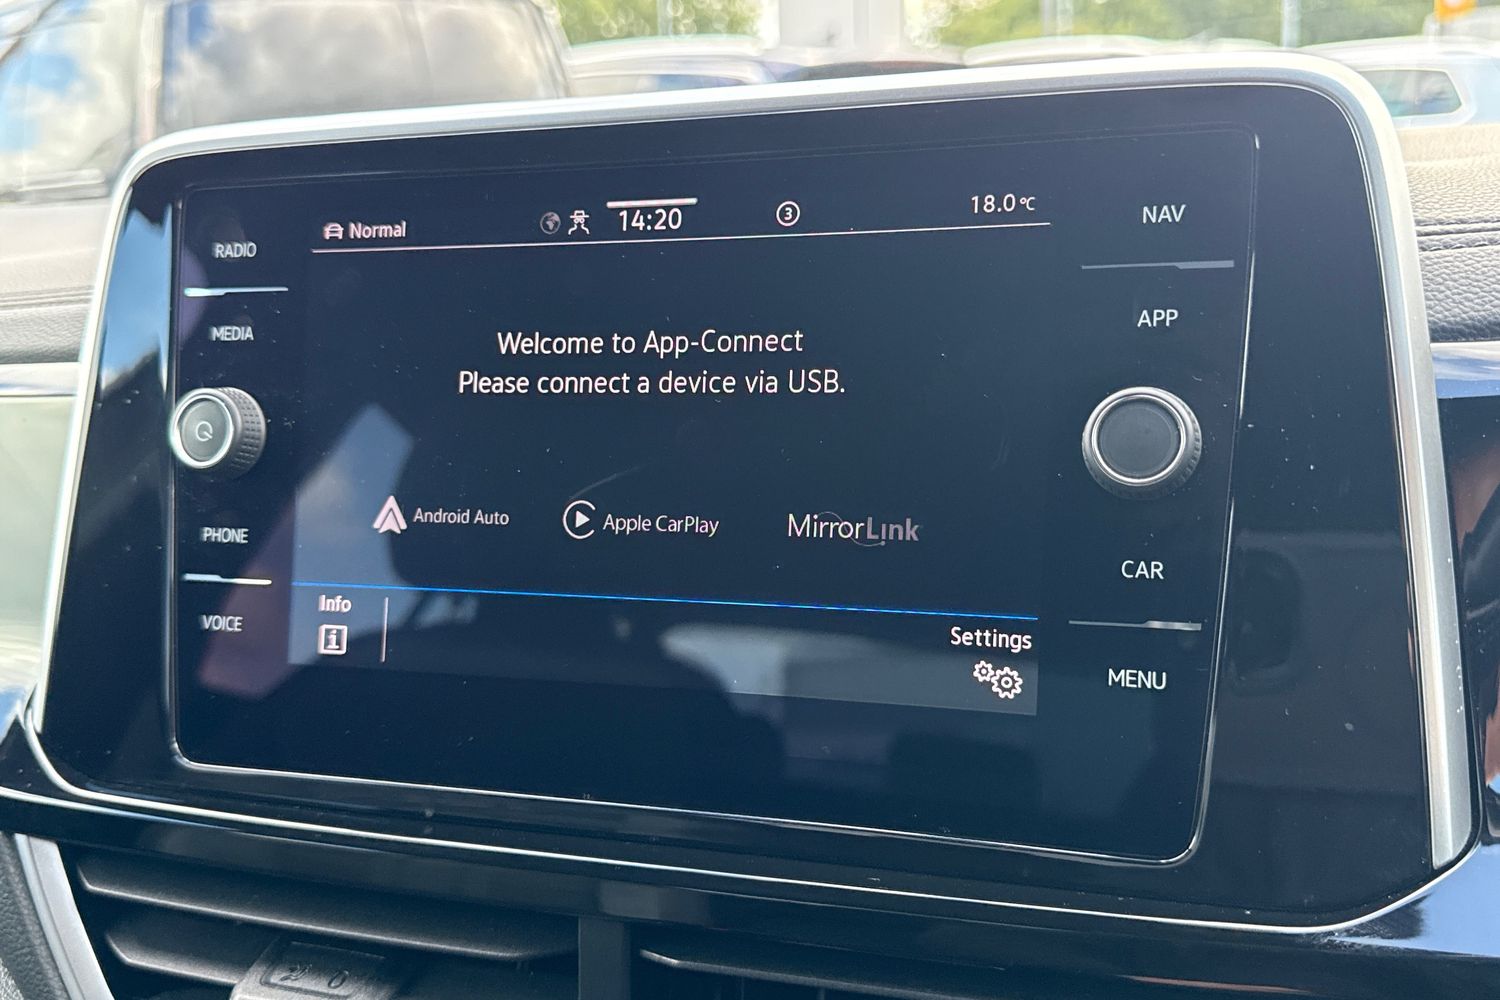 Normal 14:20 3 18.0°C
RADIO
MEDIA
PHONE
VOICE
Welcome to App-Connect
Please connect a device via USB.
Android Auto Apple CarPlay MirrorLink
Info
Settings
NAV
APP
CAR
MENU